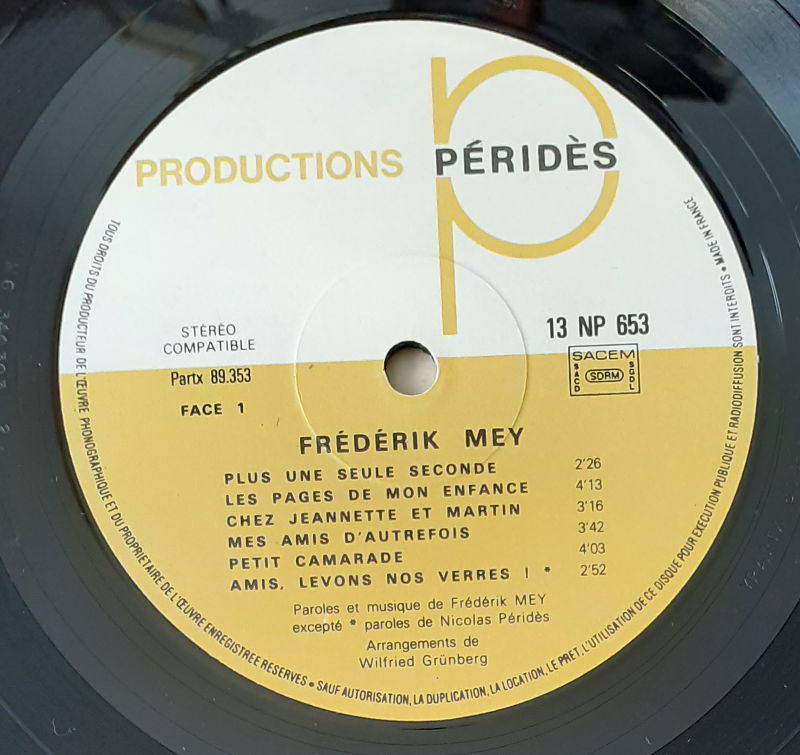 PRODUCTIONS PÉRIDÈS
STÉRÉO
COMPATIBLE
13 NP 653
Partx 89.353
SACEM
SACD
SDRM
SGDL
FACE 1
FRÉDÉRIK MEY
PLUS UNE SEULE SECONDE 2'26
LES PAGES DE MON ENFANCE 4'13
CHEZ JEANNETTE ET MARTIN 3'16
MES AMIS D'AUTREFOIS 3'42
PETIT CAMARADE 4'03
AMIS, LEVONS NOS VERRES ! * 2'52
Paroles et musique de Frédérik MEY
excepté * paroles de Nicolas Péridès
Arrangements de
Wilfried Grünberg
TOUS DROITS DU PRODUCTEUR DE L'ŒUVRE PHONOGRAPHIQUE ET DU PROPRIETAIRE DE L'ŒUVRE ENREGISTREE RESERVES • SAUF AUTORISATION, LA DUPLICATION, LA LOCATION, LE PRET, L'UTILISATION DE CE DISQUE POUR EXECUTION PUBLIQUE ET RADIODIFFUSION SONT INTERDITS • MADE IN FRANCE